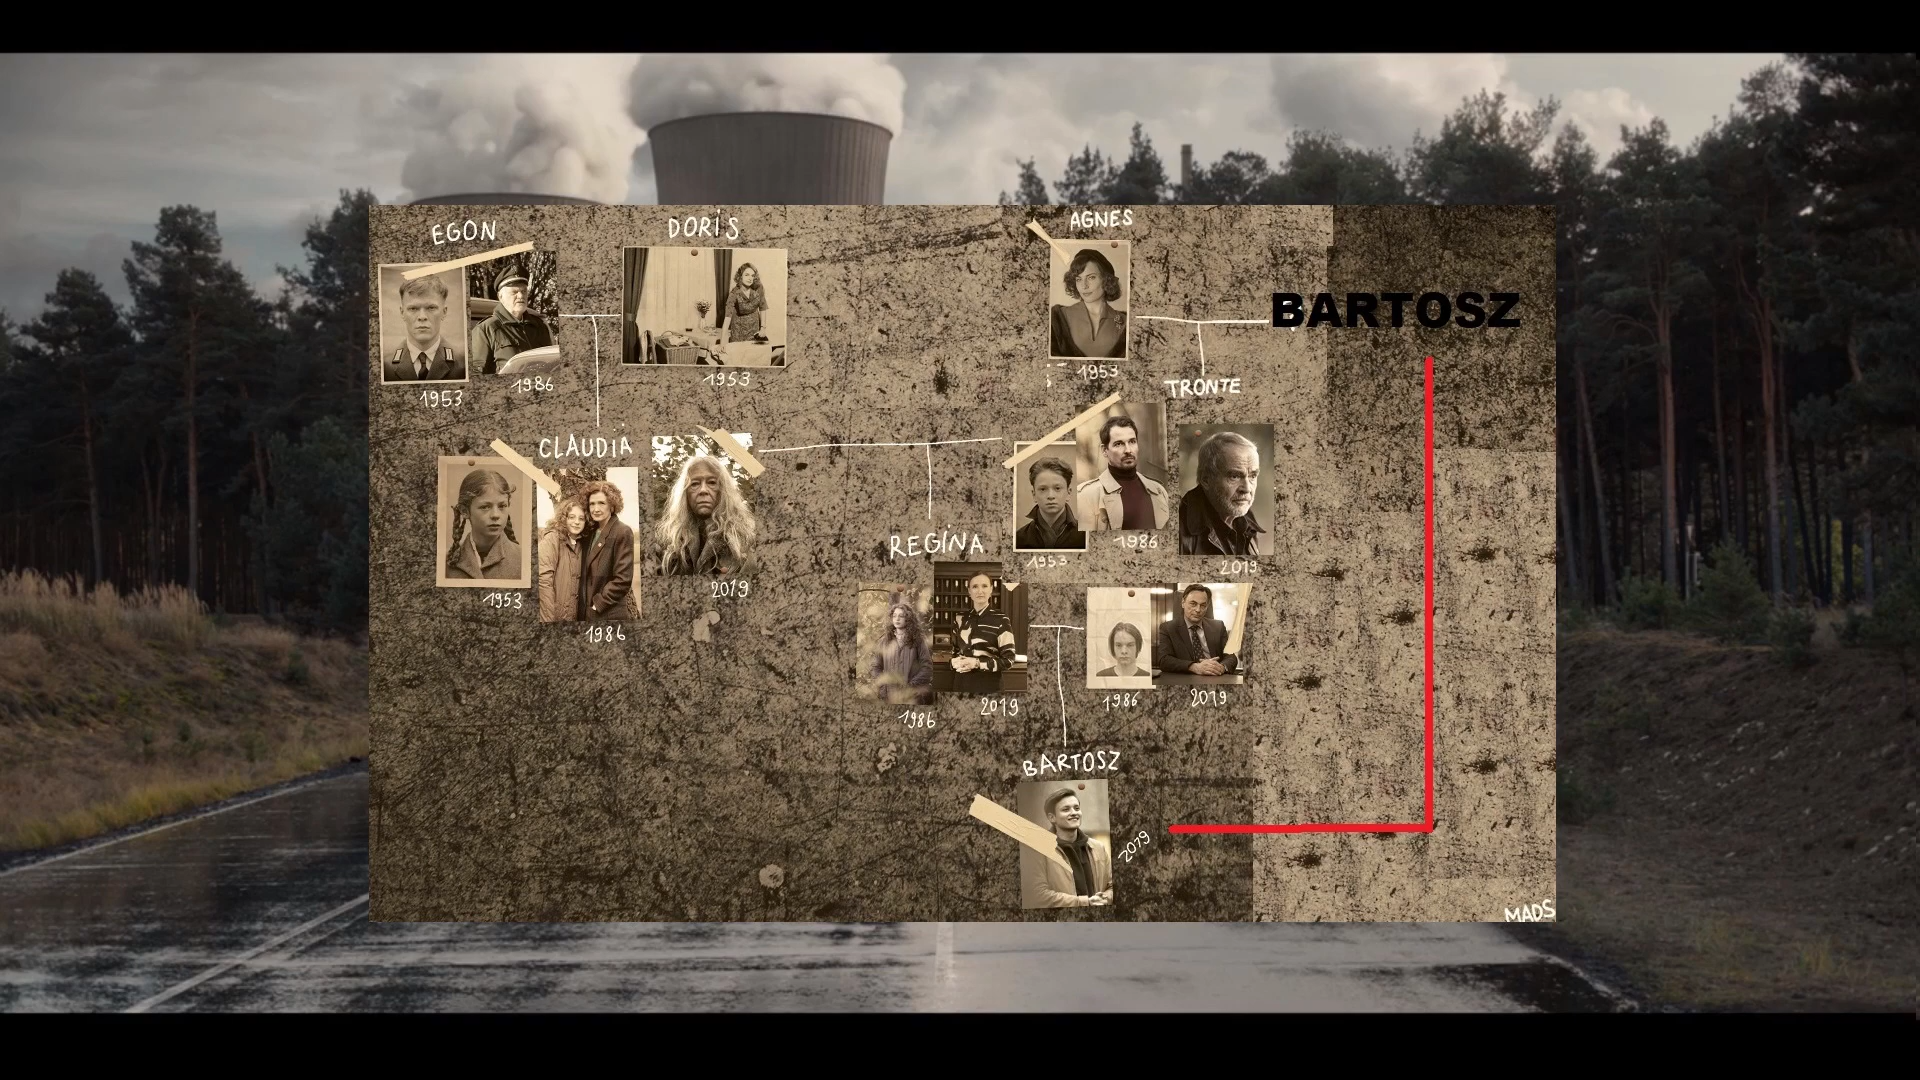 EGON
DORIS
AGNES
BARTOSZ
1953
1986
1953
1953
TRONTE
CLAUDIA
1953
1986
2019
REGINA
1953
1986
2019
1986
2019
1986
2019
BARTOSZ
2019
MADS